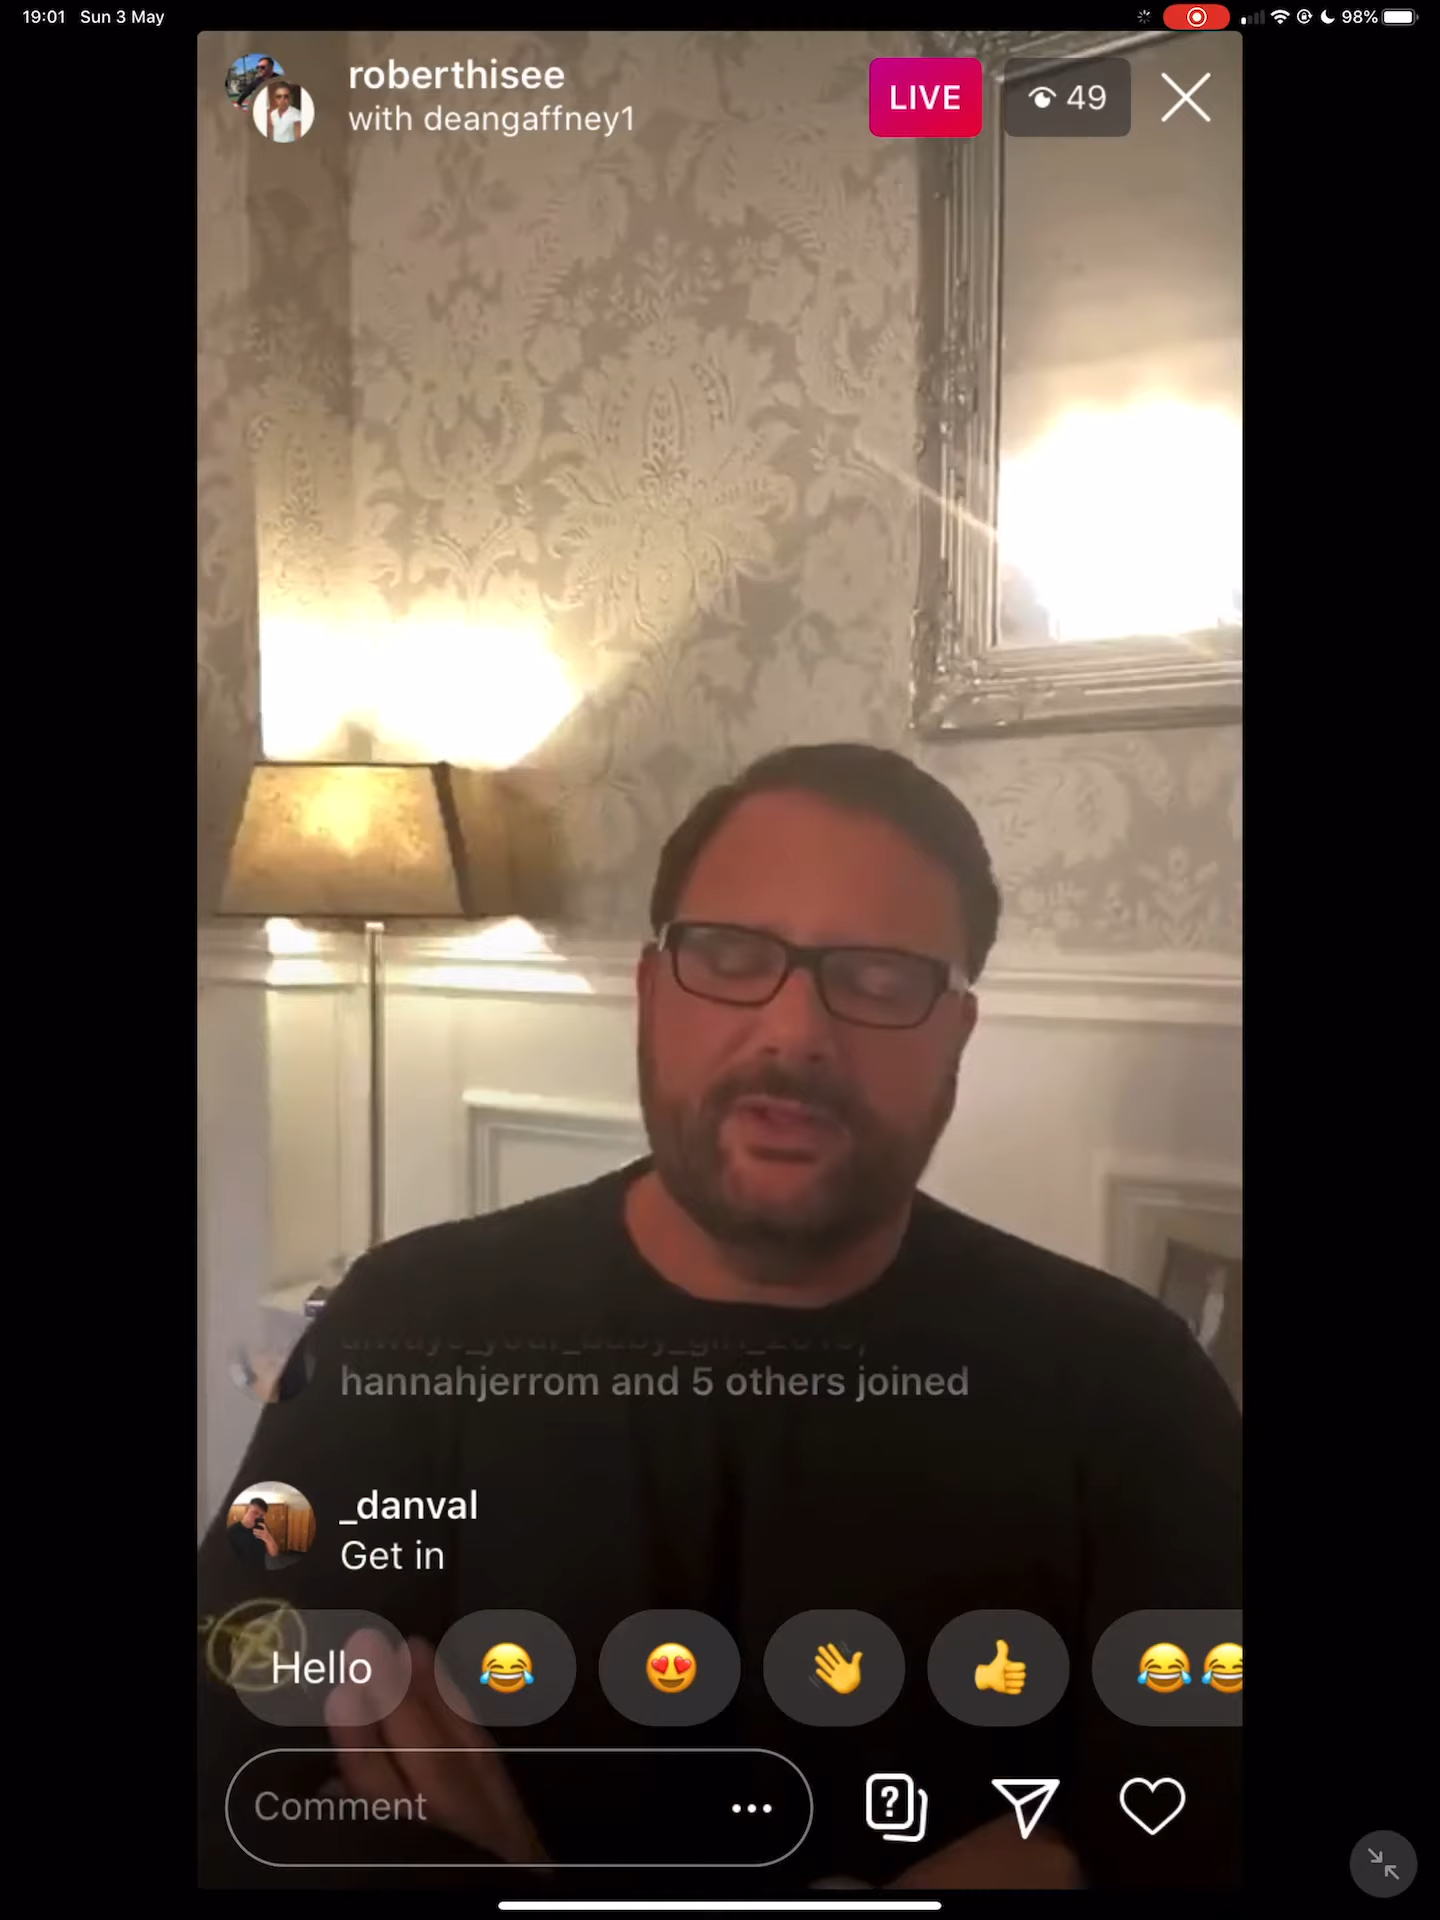 19:01 Sun 3 May
98%
roberthisee
with deangaffney1
LIVE
49
hannahjerrom and 5 others joined
_danval
Get in
Hello
Comment